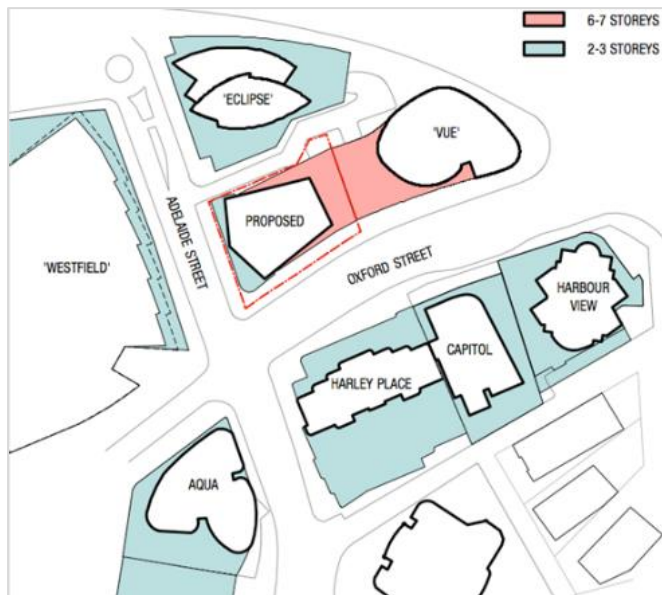 6-7 STOREYS
2-3 STOREYS
'ECLIPSE'
'VUE'
ADELAIDE STREET
PROPOSED
'WESTFIELD'
OXFORD STREET
HARBOUR
VIEW
CAPITOL
HARLEY PLACE
AQUA